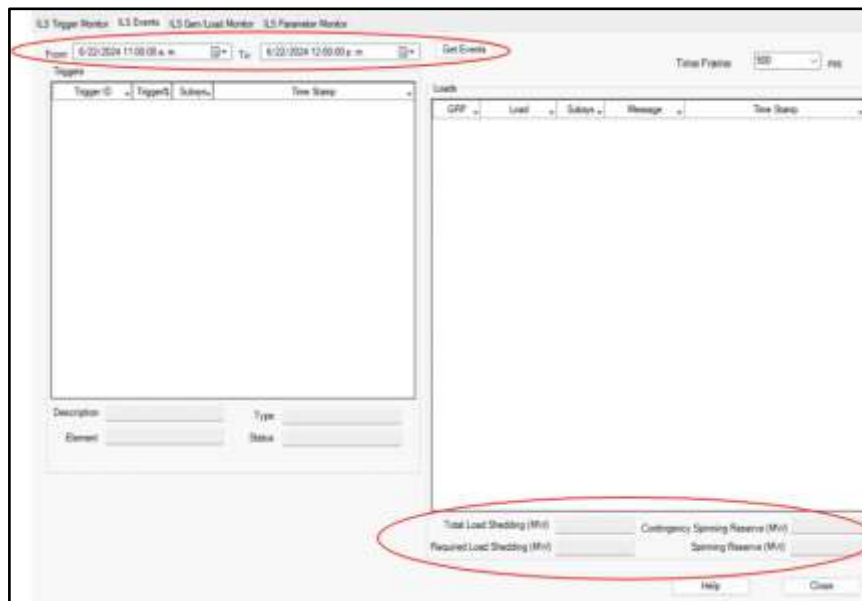 ILS Trigger Monitor ILS Events ILS Gen/Load Monitor ILS Parameter Monitor
From 6/22/2024 11:00:00 a. m. To 6/22/2024 12:00:00 p. m. Get Events
Time Frame 500 ms
Triggers
Trigger ID Trigger% Subsys Time Stamp
Description Type
Element Status
Loads
GRP Load Subsys Message Time Stamp
Total Load Shedding (MW) Contingency Spinning Reserve (MW)
Required Load Shedding (MW) Spinning Reserve (MW)
Help Close